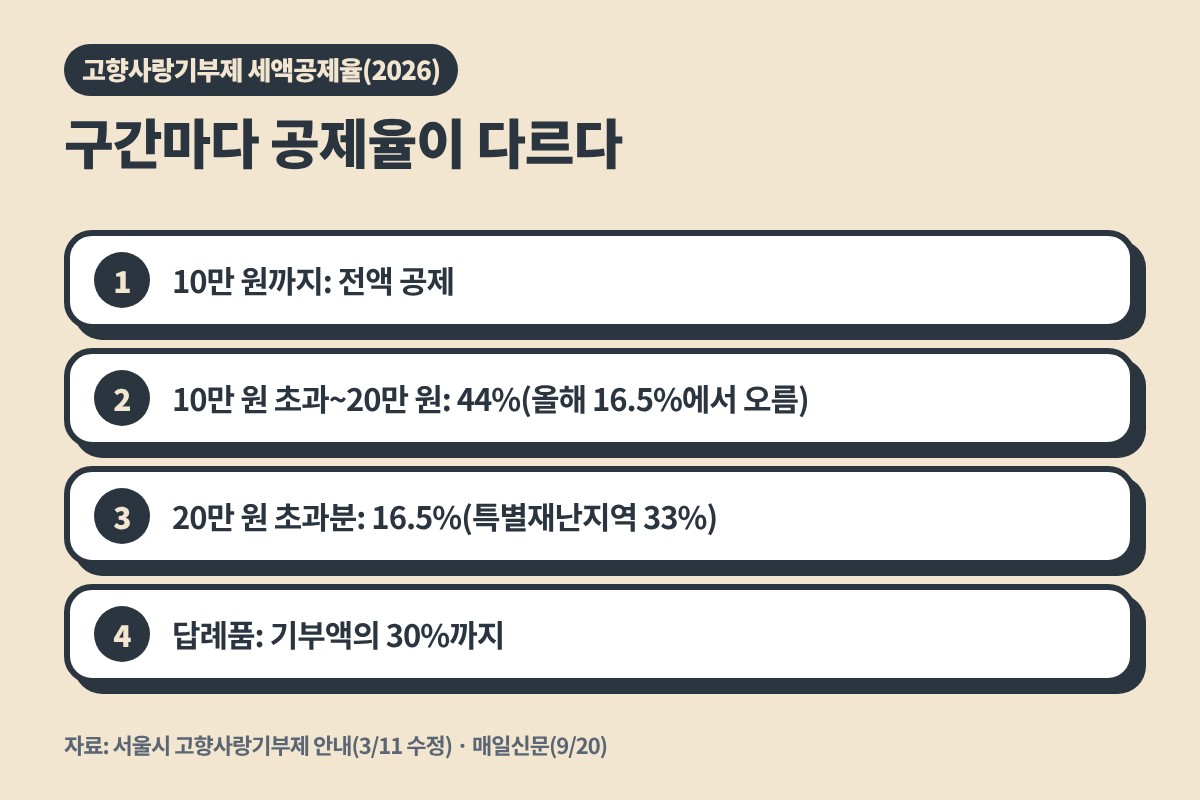 고향사랑기부제 세액공제율(2026)
구간마다 공제율이 다르다
1 10만 원까지: 전액 공제
2 10만 원 초과~20만 원: 44%(올해 16.5%에서 오름)
3 20만 원 초과분: 16.5%(특별재난지역 33%)
4 답례품: 기부액의 30%까지
자료: 서울시 고향사랑기부제 안내(3/11 수정) · 매일신문(9/20)